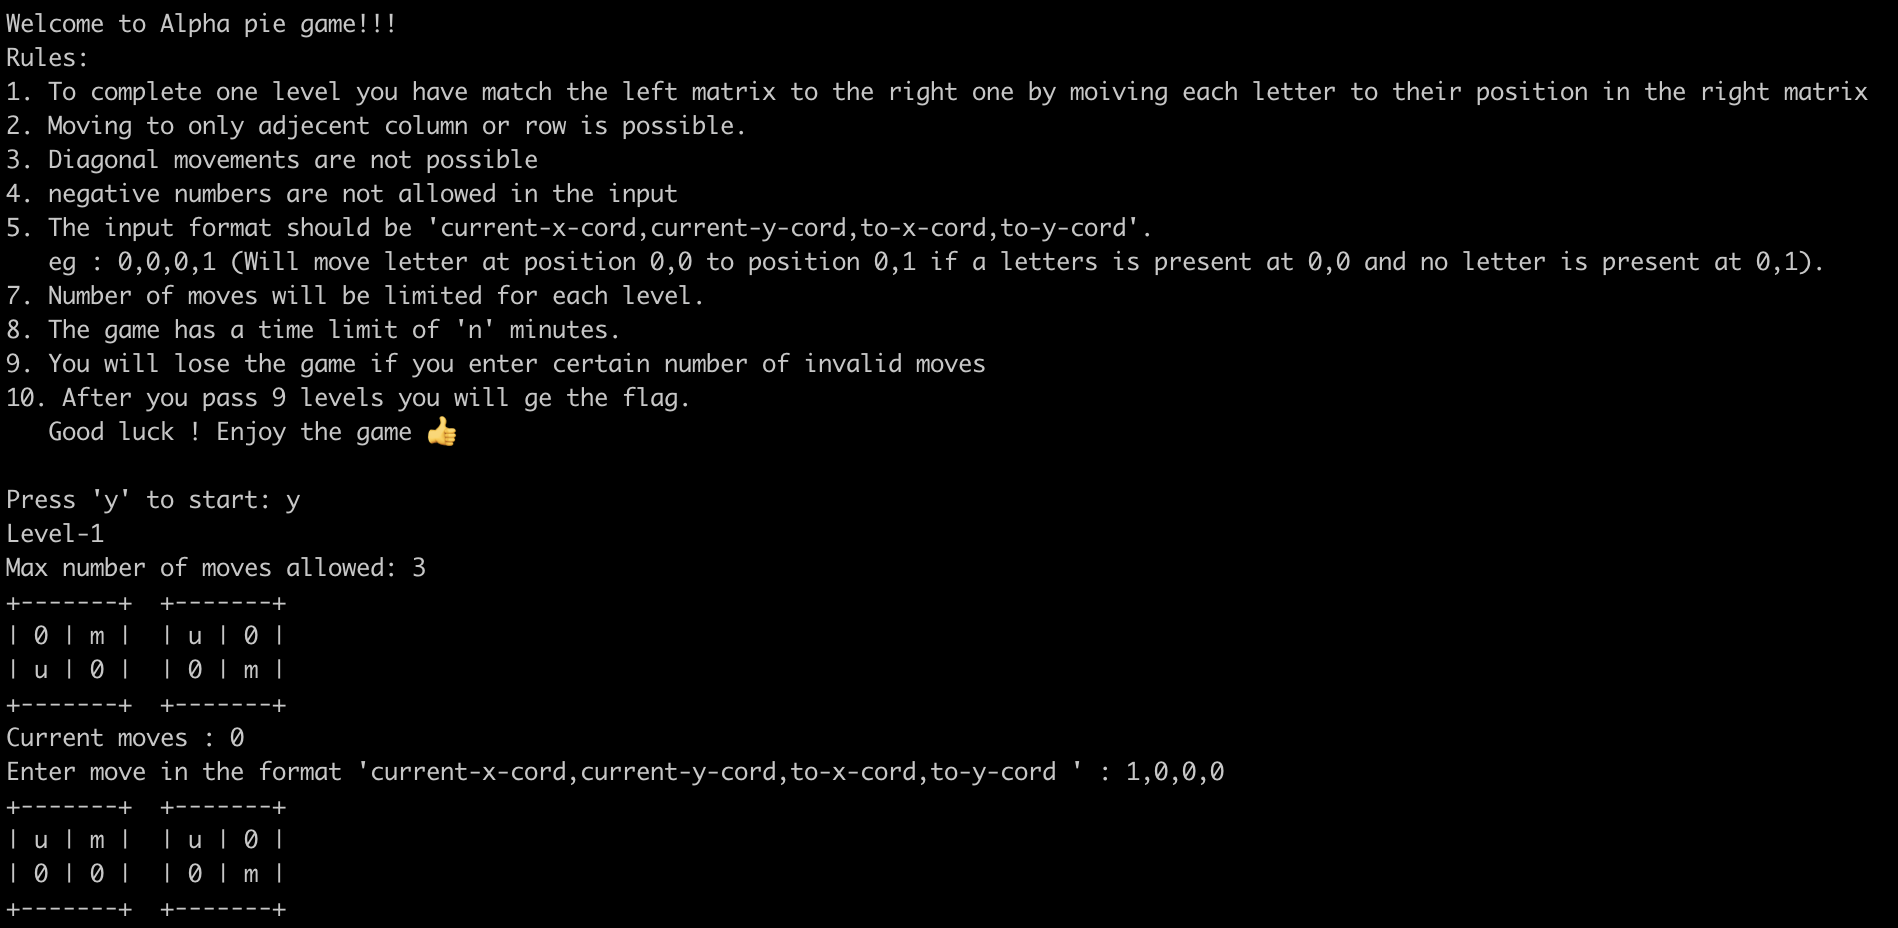 Welcome to Alpha pie game!!!
Rules:
1. To complete one level you have match the left matrix to the right one by moiving each letter to their position in the right matrix
2. Moving to only adjecent column or row is possible.
3. Diagonal movements are not possible
4. negative numbers are not allowed in the input
5. The input format should be 'current-x-cord,current-y-cord,to-x-cord,to-y-cord'.
   eg : 0,0,0,1 (Will move letter at position 0,0 to position 0,1 if a letters is present at 0,0 and no letter is present at 0,1).
7. Number of moves will be limited for each level.
8. The game has a time limit of 'n' minutes.
9. You will lose the game if you enter certain number of invalid moves
10. After you pass 9 levels you will ge the flag.
   Good luck ! Enjoy the game 👍

Press 'y' to start: y
Level-1
Max number of moves allowed: 3
+-------+  +-------+
| 0 | m |  | u | 0 |
| u | 0 |  | 0 | m |
+-------+  +-------+
Current moves : 0
Enter move in the format 'current-x-cord,current-y-cord,to-x-cord,to-y-cord ' : 1,0,0,0
+-------+  +-------+
| u | m |  | u | 0 |
| 0 | 0 |  | 0 | m |
+-------+  +-------+